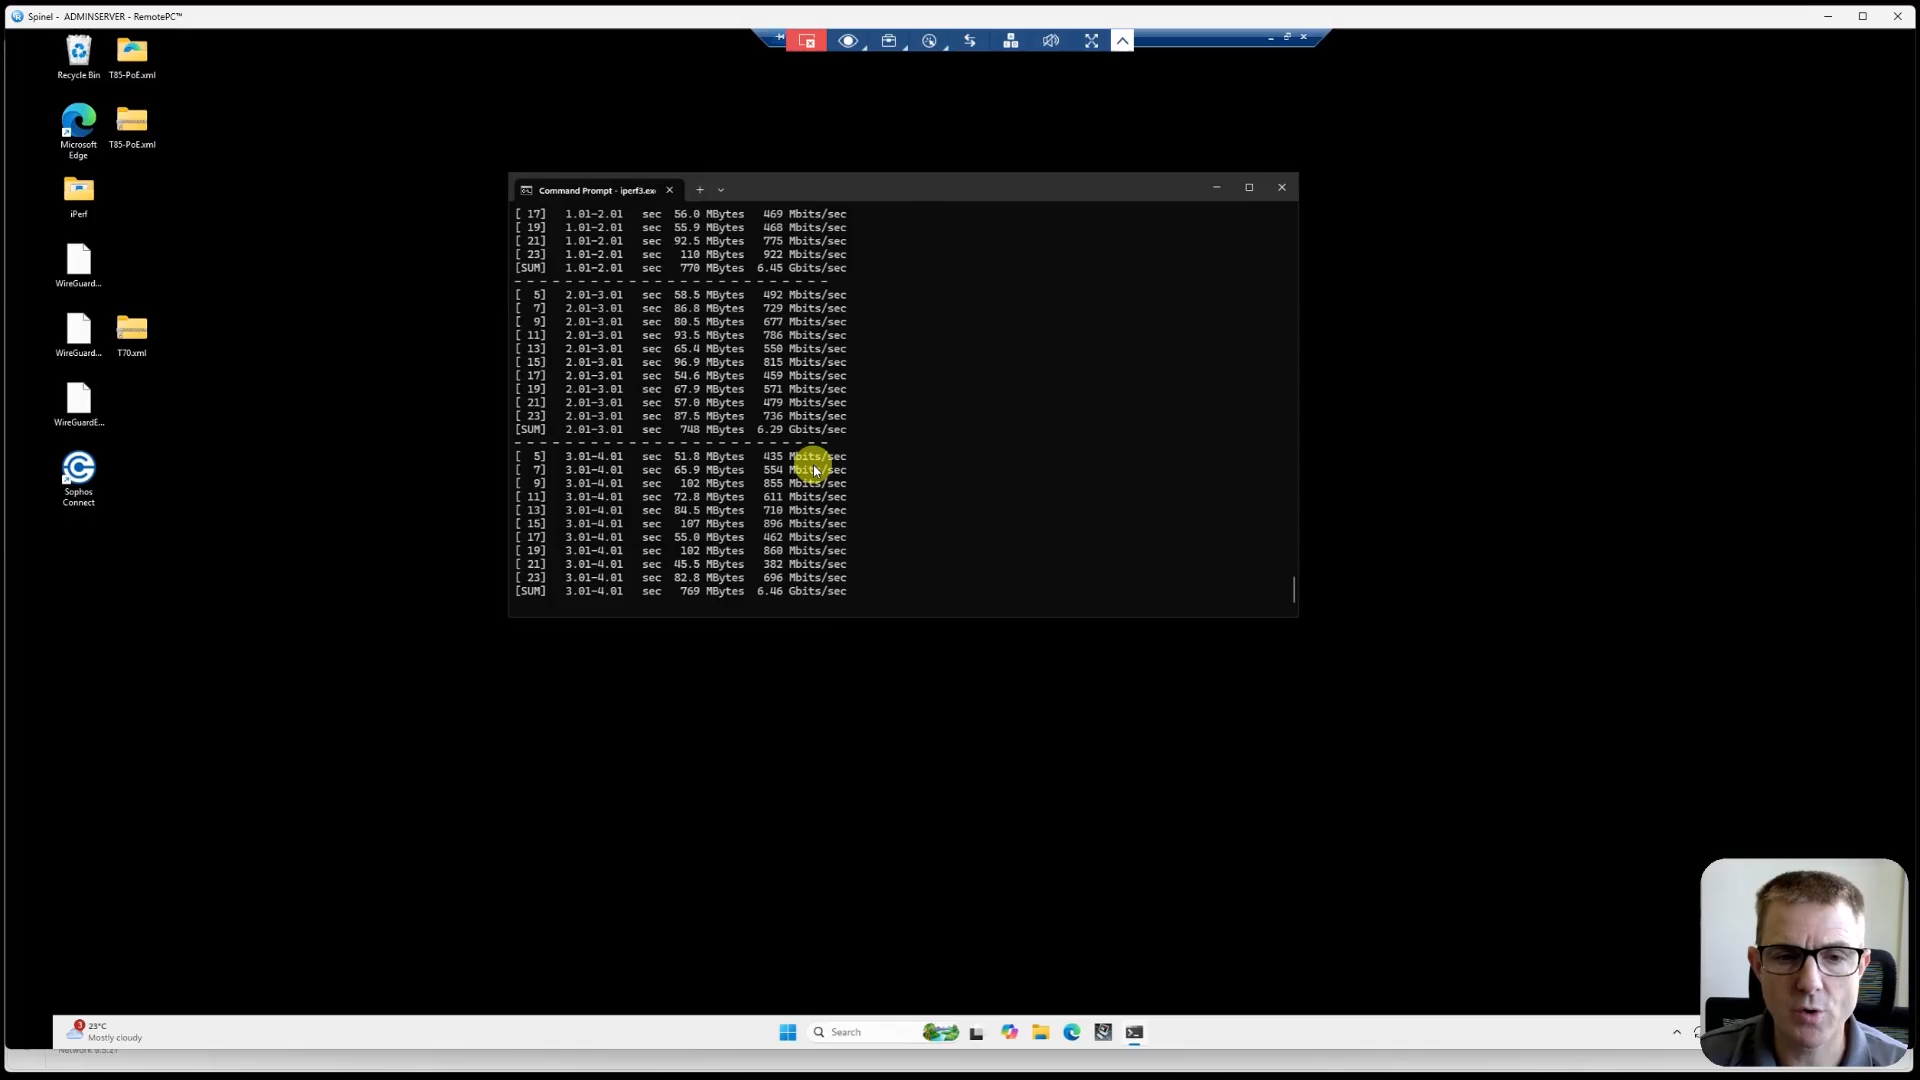 Spinel - ADMINSERVER - RemotePC™
Recycle Bin
T85-PoE.xml
Microsoft
Edge
T85-PoE.xml
iPerf
WireGuard...
WireGuard...
T70.xml
WireGuardE...
Sophos
Connect
Command Prompt - iperf3.ex
[ 17] 1.01-2.01 sec 56.0 MBytes 469 Mbits/sec
[ 19] 1.01-2.01 sec 55.9 MBytes 468 Mbits/sec
[ 21] 1.01-2.01 sec 92.5 MBytes 775 Mbits/sec
[ 23] 1.01-2.01 sec 110 MBytes 922 Mbits/sec
[SUM] 1.01-2.01 sec 770 MBytes 6.45 Gbits/sec
- - - - - - - - - - - - - - - - - - - - - - - - -
[ 5] 2.01-3.01 sec 58.5 MBytes 492 Mbits/sec
[ 7] 2.01-3.01 sec 86.8 MBytes 729 Mbits/sec
[ 9] 2.01-3.01 sec 80.5 MBytes 677 Mbits/sec
[ 11] 2.01-3.01 sec 93.5 MBytes 786 Mbits/sec
[ 13] 2.01-3.01 sec 65.4 MBytes 550 Mbits/sec
[ 15] 2.01-3.01 sec 96.9 MBytes 815 Mbits/sec
[ 17] 2.01-3.01 sec 54.6 MBytes 459 Mbits/sec
[ 19] 2.01-3.01 sec 67.9 MBytes 571 Mbits/sec
[ 21] 2.01-3.01 sec 57.0 MBytes 479 Mbits/sec
[ 23] 2.01-3.01 sec 87.5 MBytes 736 Mbits/sec
[SUM] 2.01-3.01 sec 748 MBytes 6.29 Gbits/sec
- - - - - - - - - - - - - - - - - - - - - - - - -
[ 5] 3.01-4.01 sec 51.8 MBytes 435 Mbits/sec
[ 7] 3.01-4.01 sec 65.9 MBytes 554 Mbits/sec
[ 9] 3.01-4.01 sec 102 MBytes 855 Mbits/sec
[ 11] 3.01-4.01 sec 72.8 MBytes 611 Mbits/sec
[ 13] 3.01-4.01 sec 84.5 MBytes 710 Mbits/sec
[ 15] 3.01-4.01 sec 107 MBytes 896 Mbits/sec
[ 17] 3.01-4.01 sec 55.0 MBytes 462 Mbits/sec
[ 19] 3.01-4.01 sec 102 MBytes 860 Mbits/sec
[ 21] 3.01-4.01 sec 45.5 MBytes 382 Mbits/sec
[ 23] 3.01-4.01 sec 82.8 MBytes 696 Mbits/sec
[SUM] 3.01-4.01 sec 769 MBytes 6.46 Gbits/sec
3
23°C
Mostly cloudy
Search
Network 9.5.21